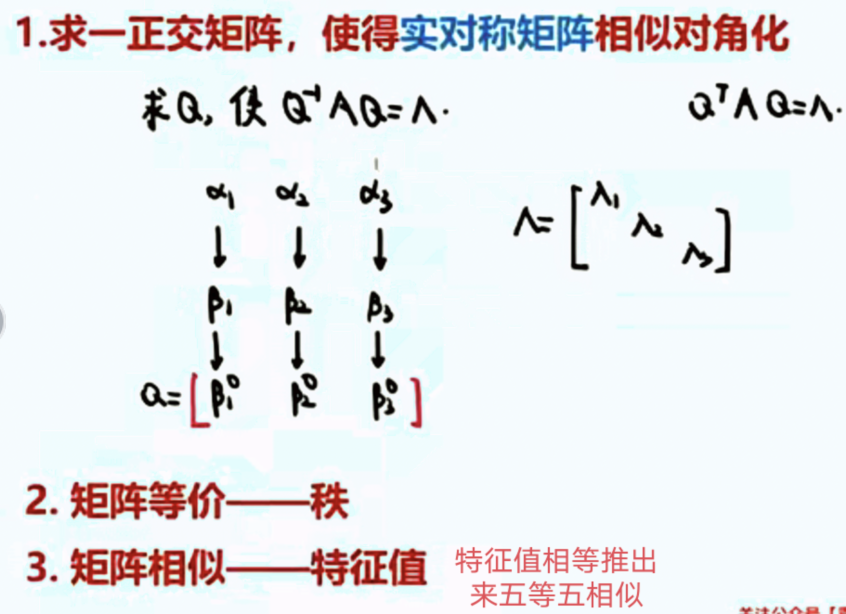 1.求一正交矩阵，使得实对称矩阵相似对角化
求Q, 使 Q⁻¹AQ=Λ. QᵀAQ=Λ.
α₁ α₂ α₃
Λ= [λ₁ λ₂ λ₃]
↓ ↓ ↓
β₁ β₂ β₃
↓ ↓ ↓
Q= [β₁⁰ β₂⁰ β₃⁰]
2. 矩阵等价——秩
3. 矩阵相似——特征值
特征值相等推出
来五等五相似